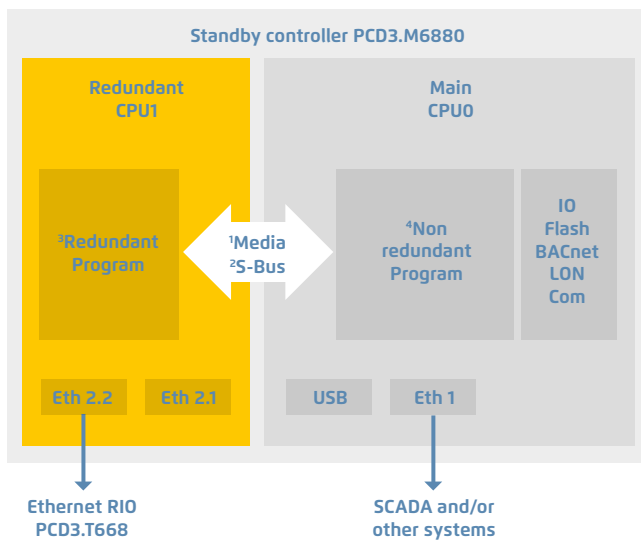 Standby controller PCD3.M6880
Redundant
CPU1
Main
CPU0
³Redundant
Program
¹Media
²S-Bus
⁴Non
redundant
Program
IO
Flash
BACnet
LON
Com
Eth 2.2
Eth 2.1
USB
Eth 1
Ethernet RIO
PCD3.T668
SCADA and/or
other systems